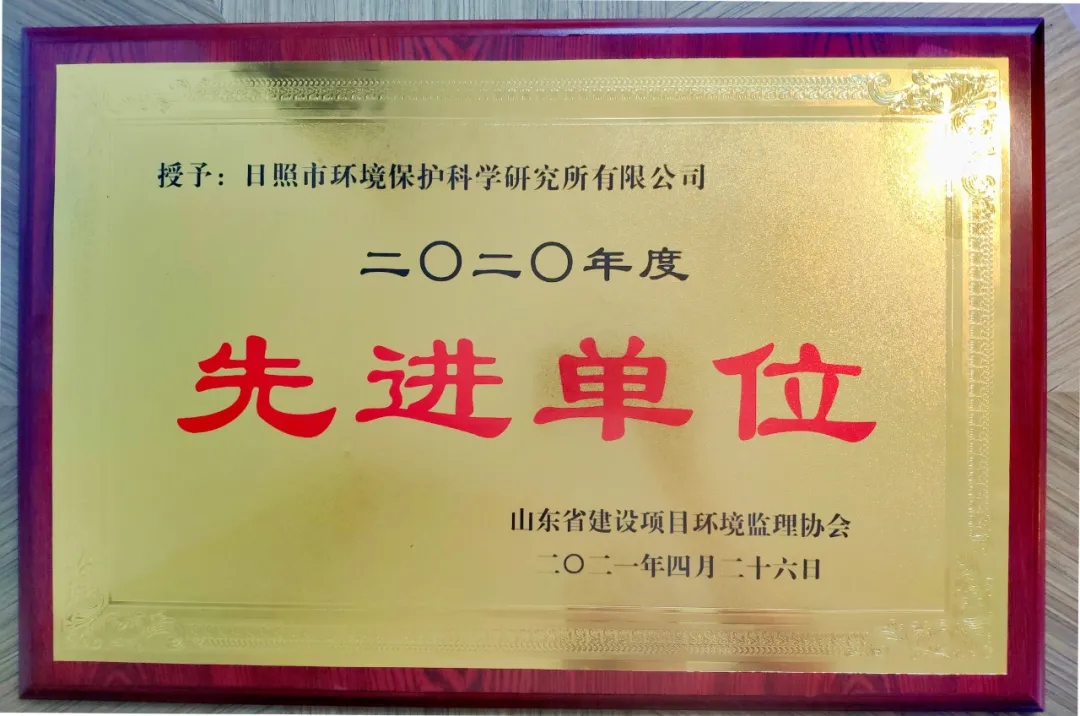 授予：日照市环境保护科学研究所有限公司
二〇二〇年度
先进单位
山东省建设项目环境监理协会
二〇二一年四月二十六日